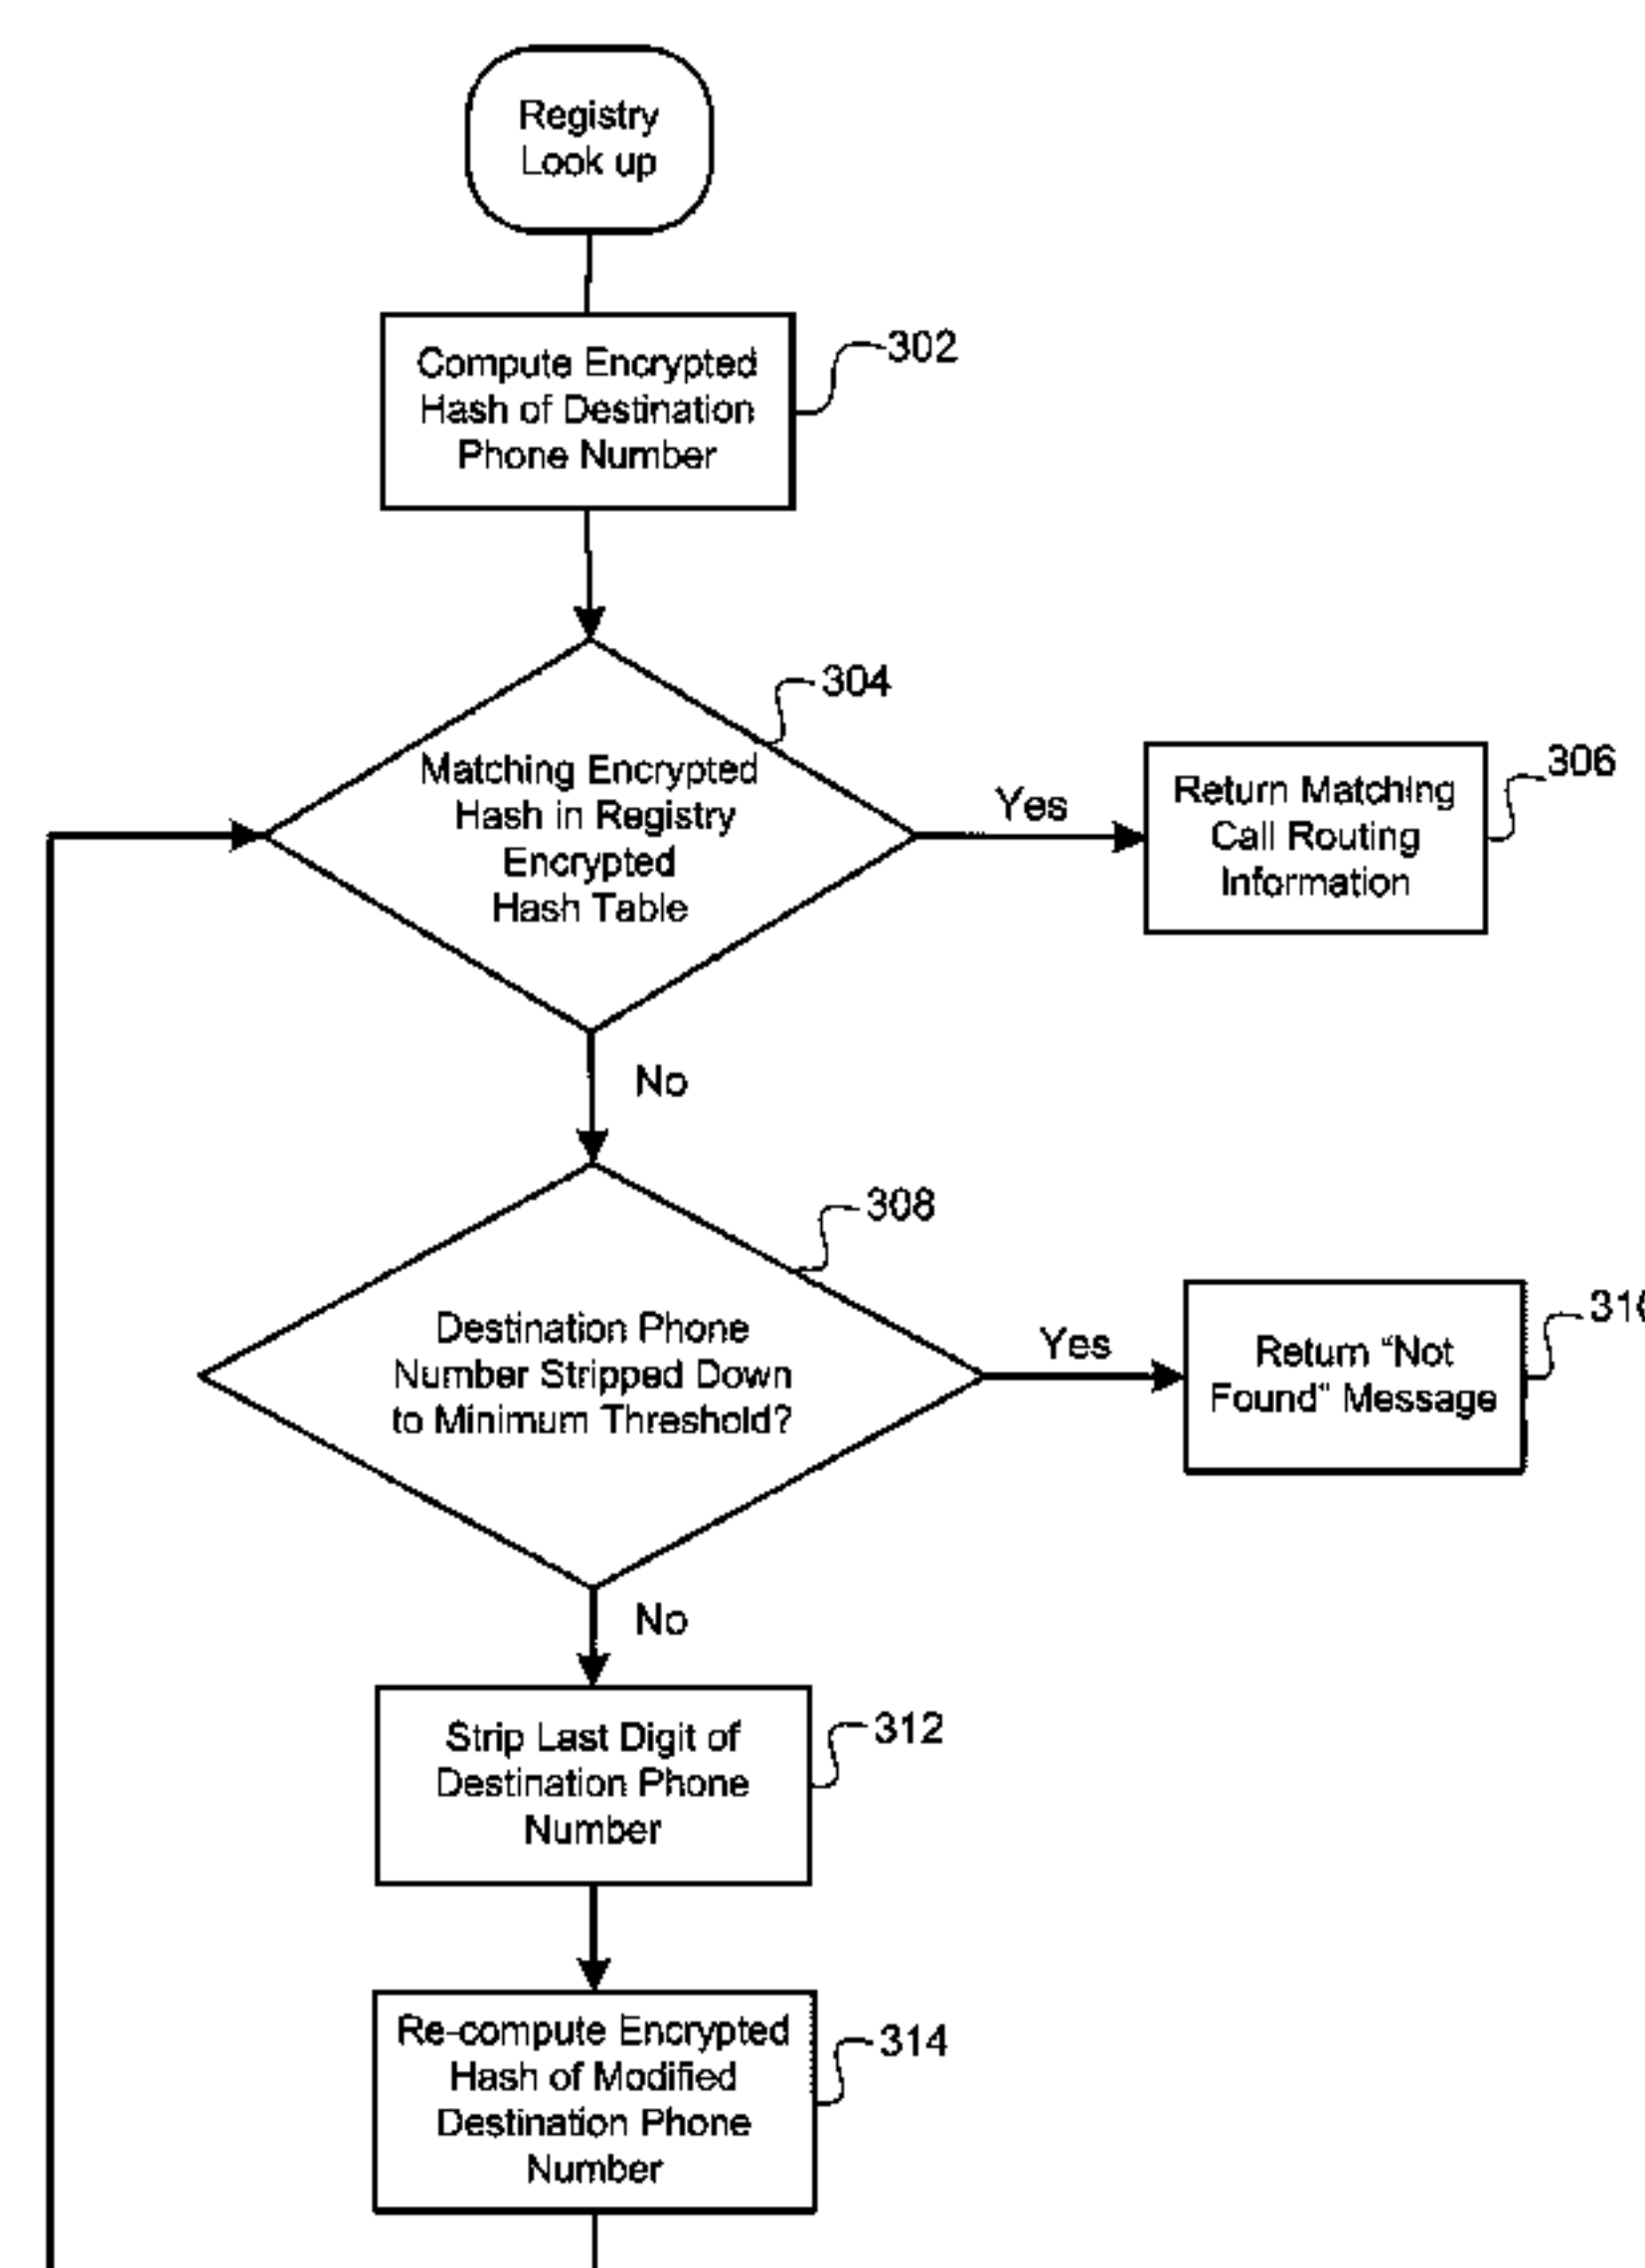 Registry
Look up
Compute Encrypted
Hash of Destination
Phone Number
302
304
Matching Encrypted
Hash in Registry
Encrypted
Hash Table
Yes
Return Matching
Call Routing
Information
306
No
308
Destination Phone
Number Stripped Down
to Minimum Threshold?
Yes
Return “Not
Found“ Message
310
No
Strip Last Digit of
Destination Phone
Number
312
Re-compute Encrypted
Hash of Modified
Destination Phone
Number
314